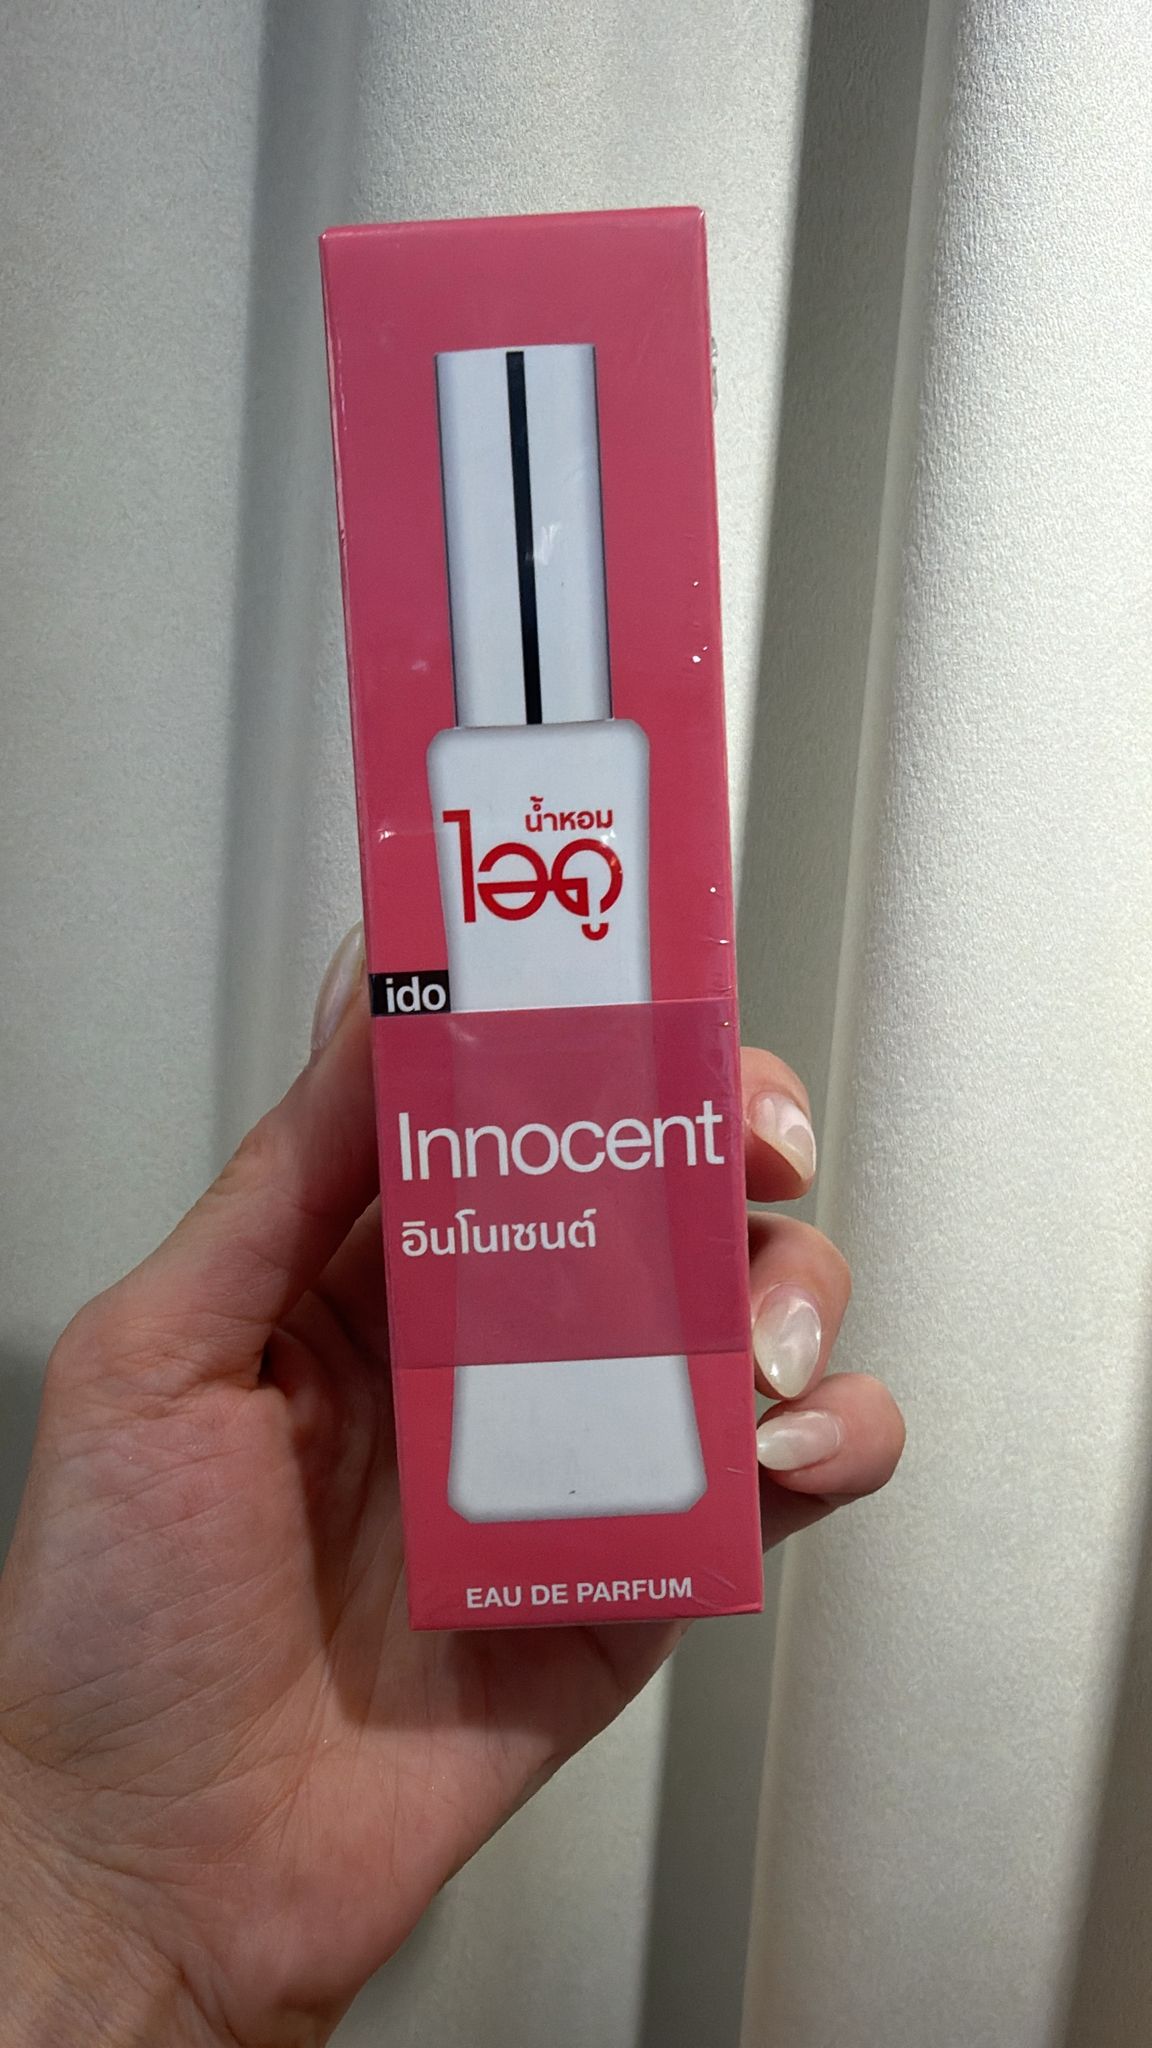 น้ำหอม
ไอดู
ido
Innocent
อินโนเซนต์
EAU DE PARFUM